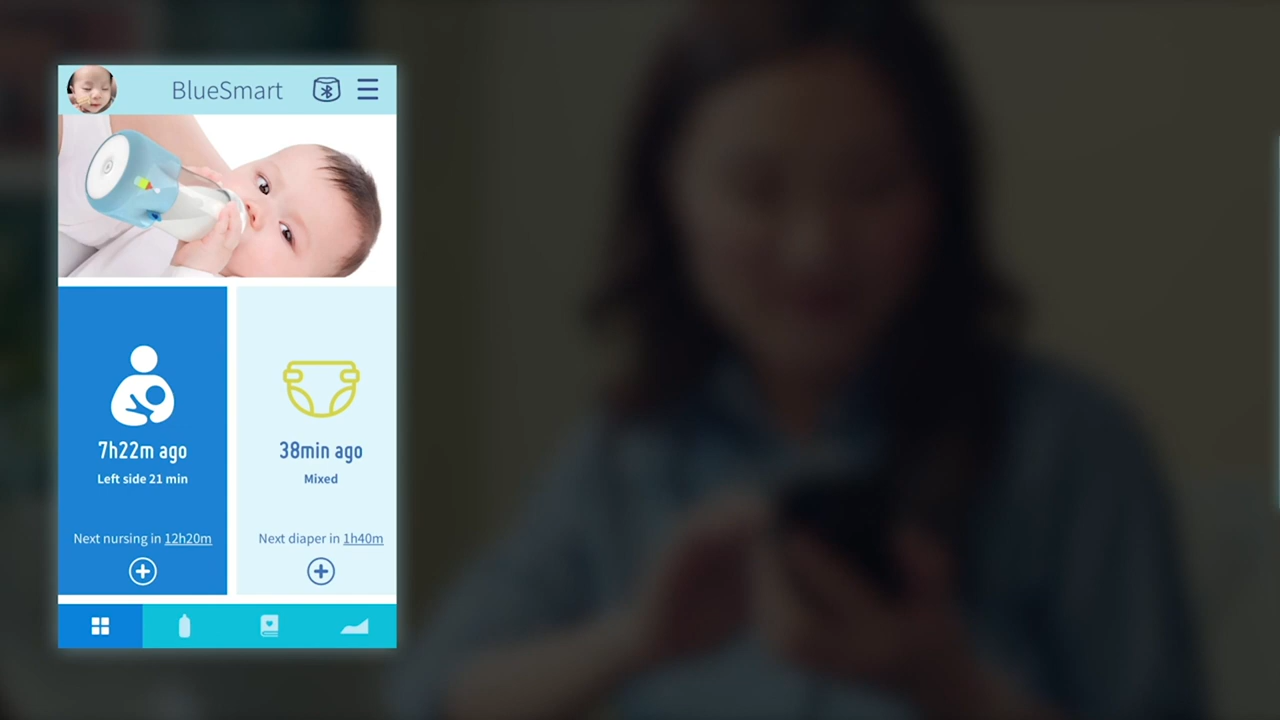 BlueSmart
7h22m ago
Left side 21 min
Next nursing in 12h20m
38min ago
Mixed
Next diaper in 1h40m